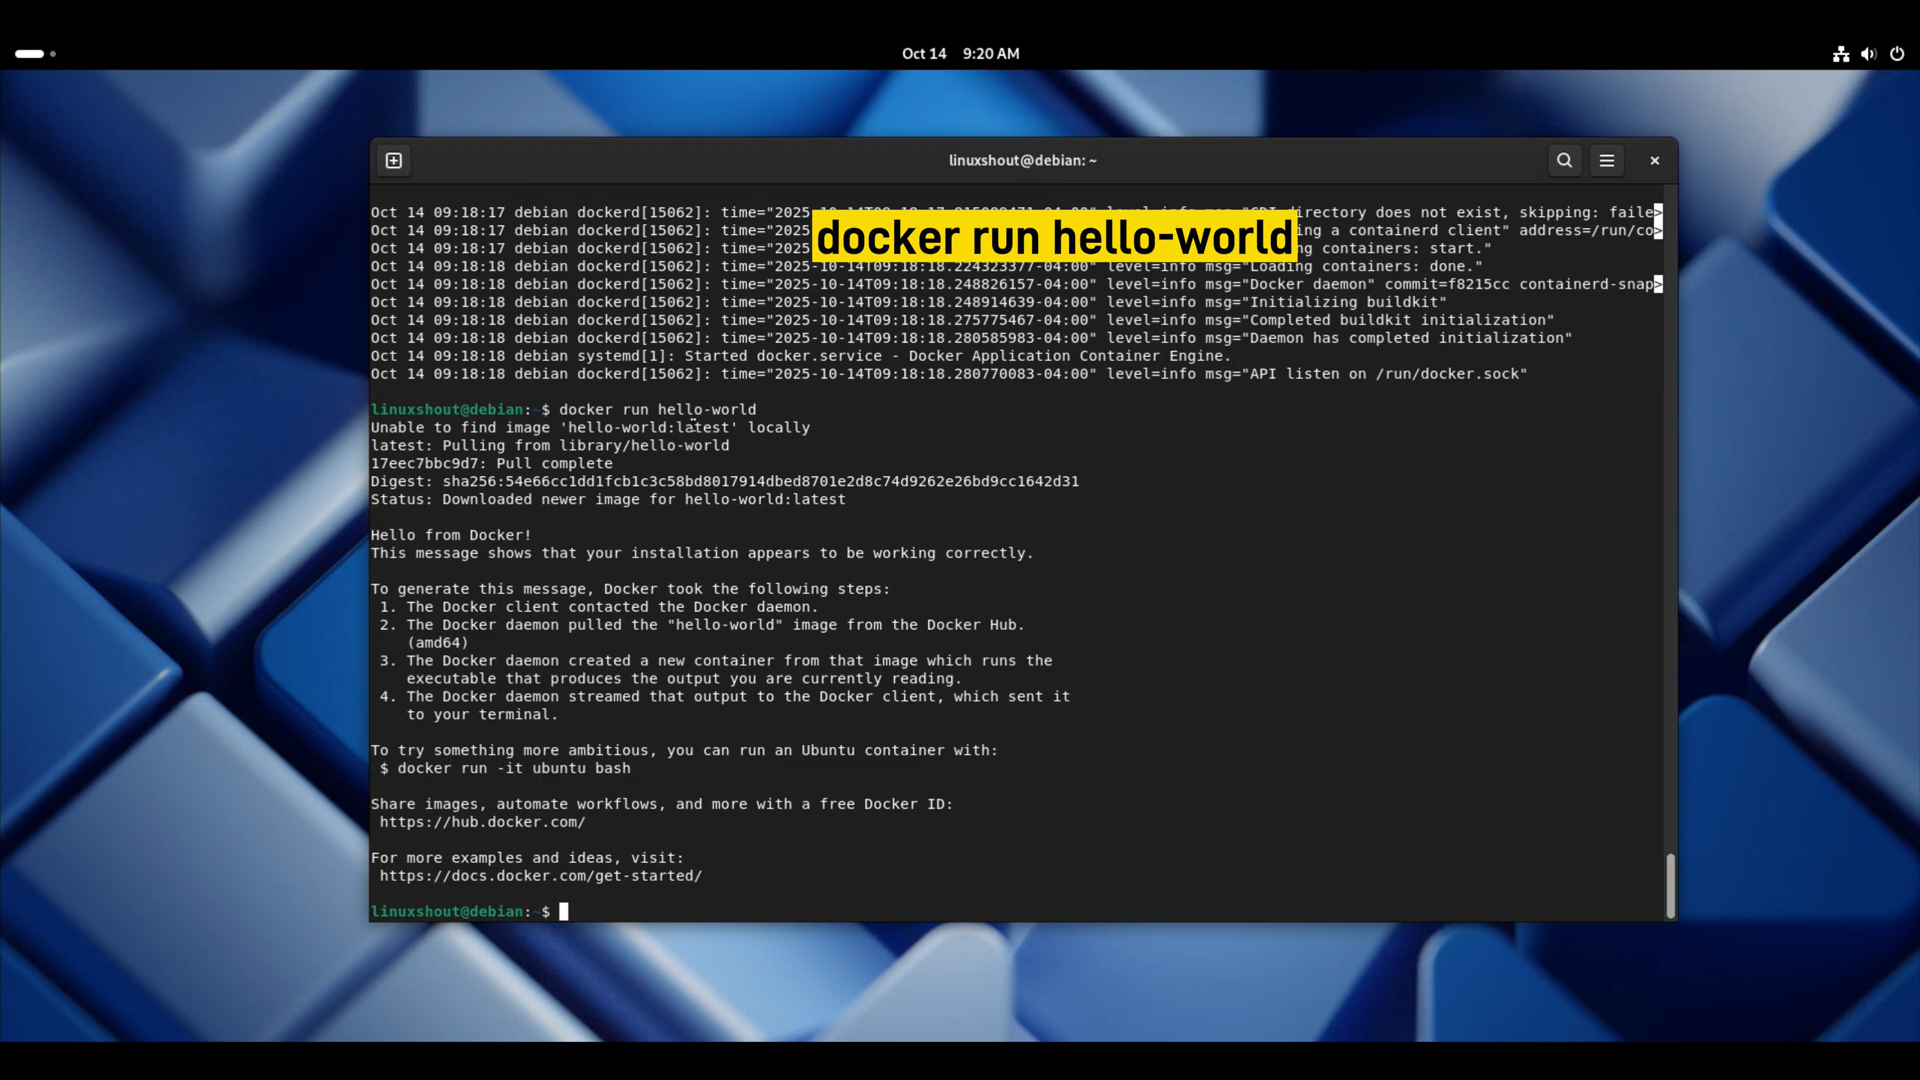 Oct 14 9:20 AM
linuxshout@debian: ~
docker run hello-world
Oct 14 09:18:17 debian dockerd[15062]: time="2025- directory does not exist, skipping: faile>
Oct 14 09:18:17 debian dockerd[15062]: time="2025- ing a containerd client" address=/run/co>
Oct 14 09:18:17 debian dockerd[15062]: time="2025- ng containers: start."
Oct 14 09:18:18 debian dockerd[15062]: time="2025-10-14T09:18:18.224323377-04:00" level=info msg="Loading containers: done."
Oct 14 09:18:18 debian dockerd[15062]: time="2025-10-14T09:18:18.248826157-04:00" level=info msg="Docker daemon" commit=f8215cc containerd-snap>
Oct 14 09:18:18 debian dockerd[15062]: time="2025-10-14T09:18:18.248914639-04:00" level=info msg="Initializing buildkit"
Oct 14 09:18:18 debian dockerd[15062]: time="2025-10-14T09:18:18.275775467-04:00" level=info msg="Completed buildkit initialization"
Oct 14 09:18:18 debian dockerd[15062]: time="2025-10-14T09:18:18.280585983-04:00" level=info msg="Daemon has completed initialization"
Oct 14 09:18:18 debian systemd[1]: Started docker.service - Docker Application Container Engine.
Oct 14 09:18:18 debian dockerd[15062]: time="2025-10-14T09:18:18.280770083-04:00" level=info msg="API listen on /run/docker.sock"
linuxshout@debian:~$ docker run hello-world
Unable to find image 'hello-world:latest' locally
latest: Pulling from library/hello-world
17eec7bbc9d7: Pull complete
Digest: sha256:54e66cc1dd1fcb1c3c58bd8017914dbed8701e2d8c74d9262e26bd9cc1642d31
Status: Downloaded newer image for hello-world:latest
Hello from Docker!
This message shows that your installation appears to be working correctly.
To generate this message, Docker took the following steps:
1. The Docker client contacted the Docker daemon.
2. The Docker daemon pulled the "hello-world" image from the Docker Hub.
(amd64)
3. The Docker daemon created a new container from that image which runs the
executable that produces the output you are currently reading.
4. The Docker daemon streamed that output to the Docker client, which sent it
to your terminal.
To try something more ambitious, you can run an Ubuntu container with:
$ docker run -it ubuntu bash
Share images, automate workflows, and more with a free Docker ID:
https://hub.docker.com/
For more examples and ideas, visit:
https://docs.docker.com/get-started/
linuxshout@debian:~$